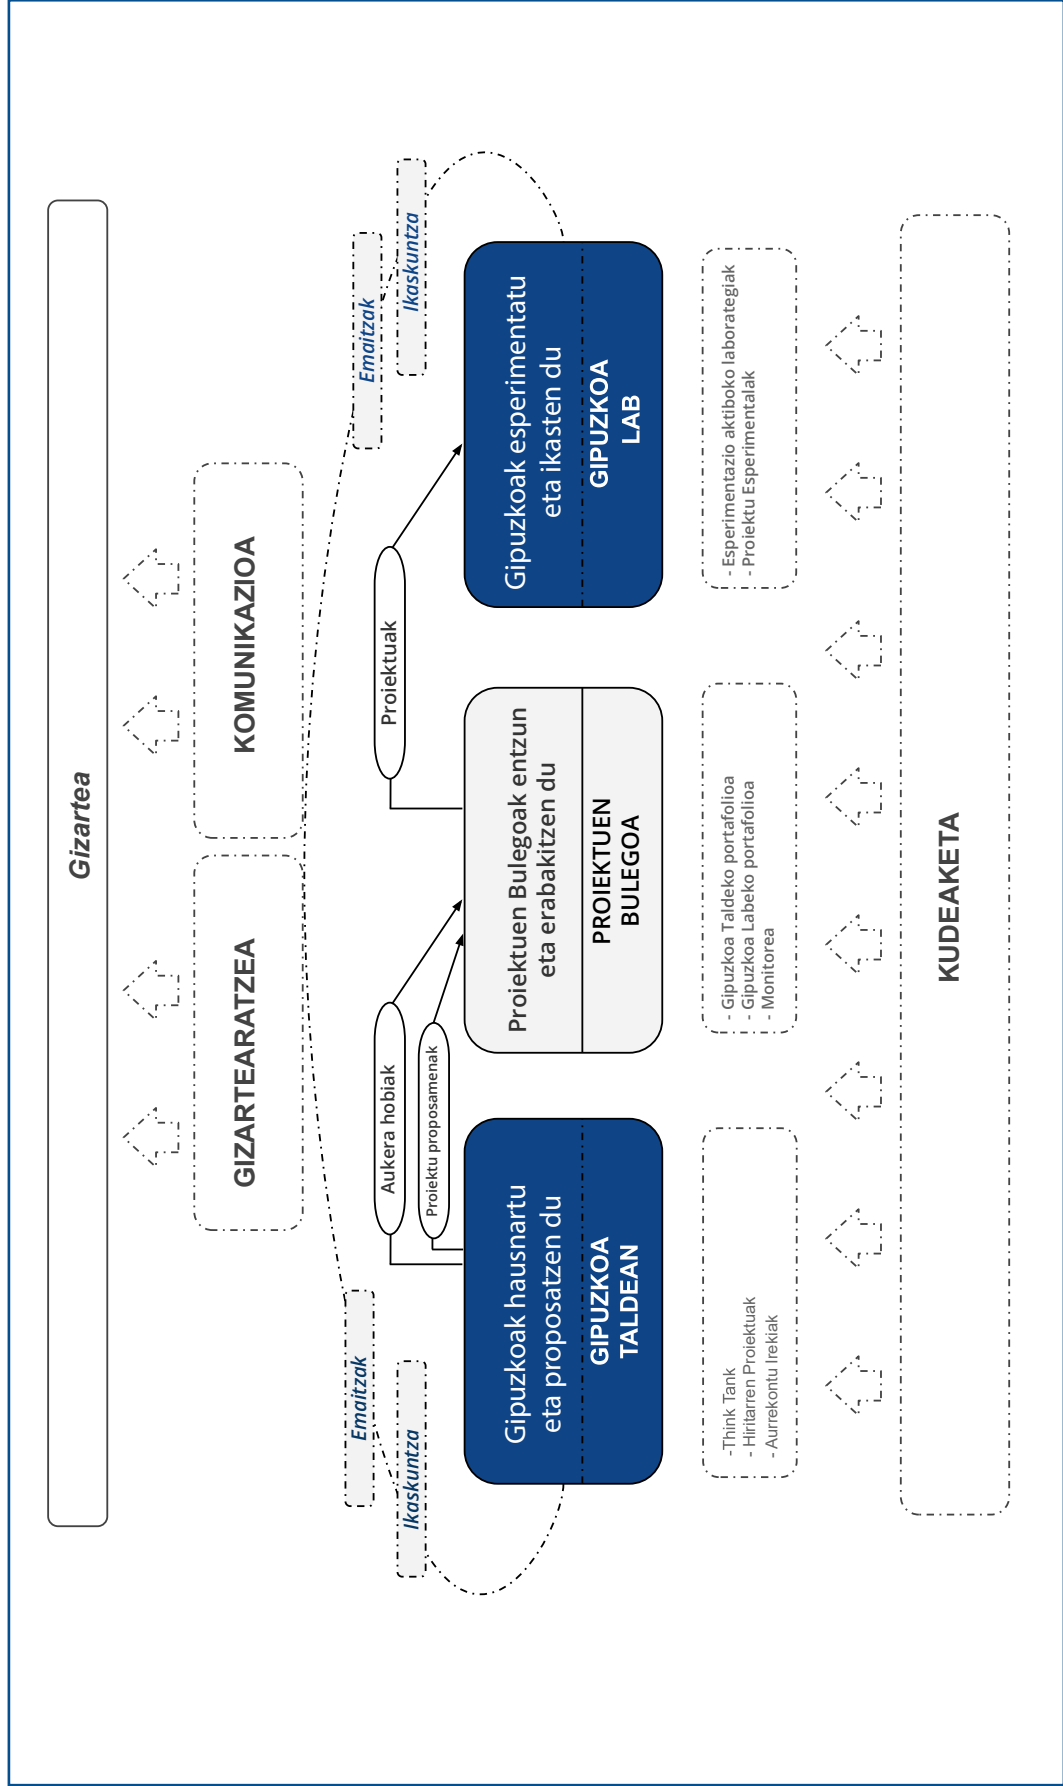 Gizartea
GIZARTEARATZEA
KOMUNIKAZIOA
Emaitzak
Emaitzak
Ikaskuntza
Ikaskuntza
Aukera hobiak
Proiektu proposamenak
Proiektuak
Gipuzkoak hausnartu
eta proposatzen du
GIPUZKOA
TALDEAN
Proiektuen Bulegoak entzun
eta erabakitzen du
PROIEKTUEN
BULEGOA
Gipuzkoak esperimentatu
eta ikasten du
GIPUZKOA
LAB
-Think Tank
- Hiritarren Proiektuak
- Aurrekontu Irekiak
- Gipuzkoa Taldeko portafolioa
- Gipuzkoa Labeko portafolioa
- Monitorea
- Esperimentazio aktiboko laborategiak
- Proiektu Esperimentalak
KUDEAKETA